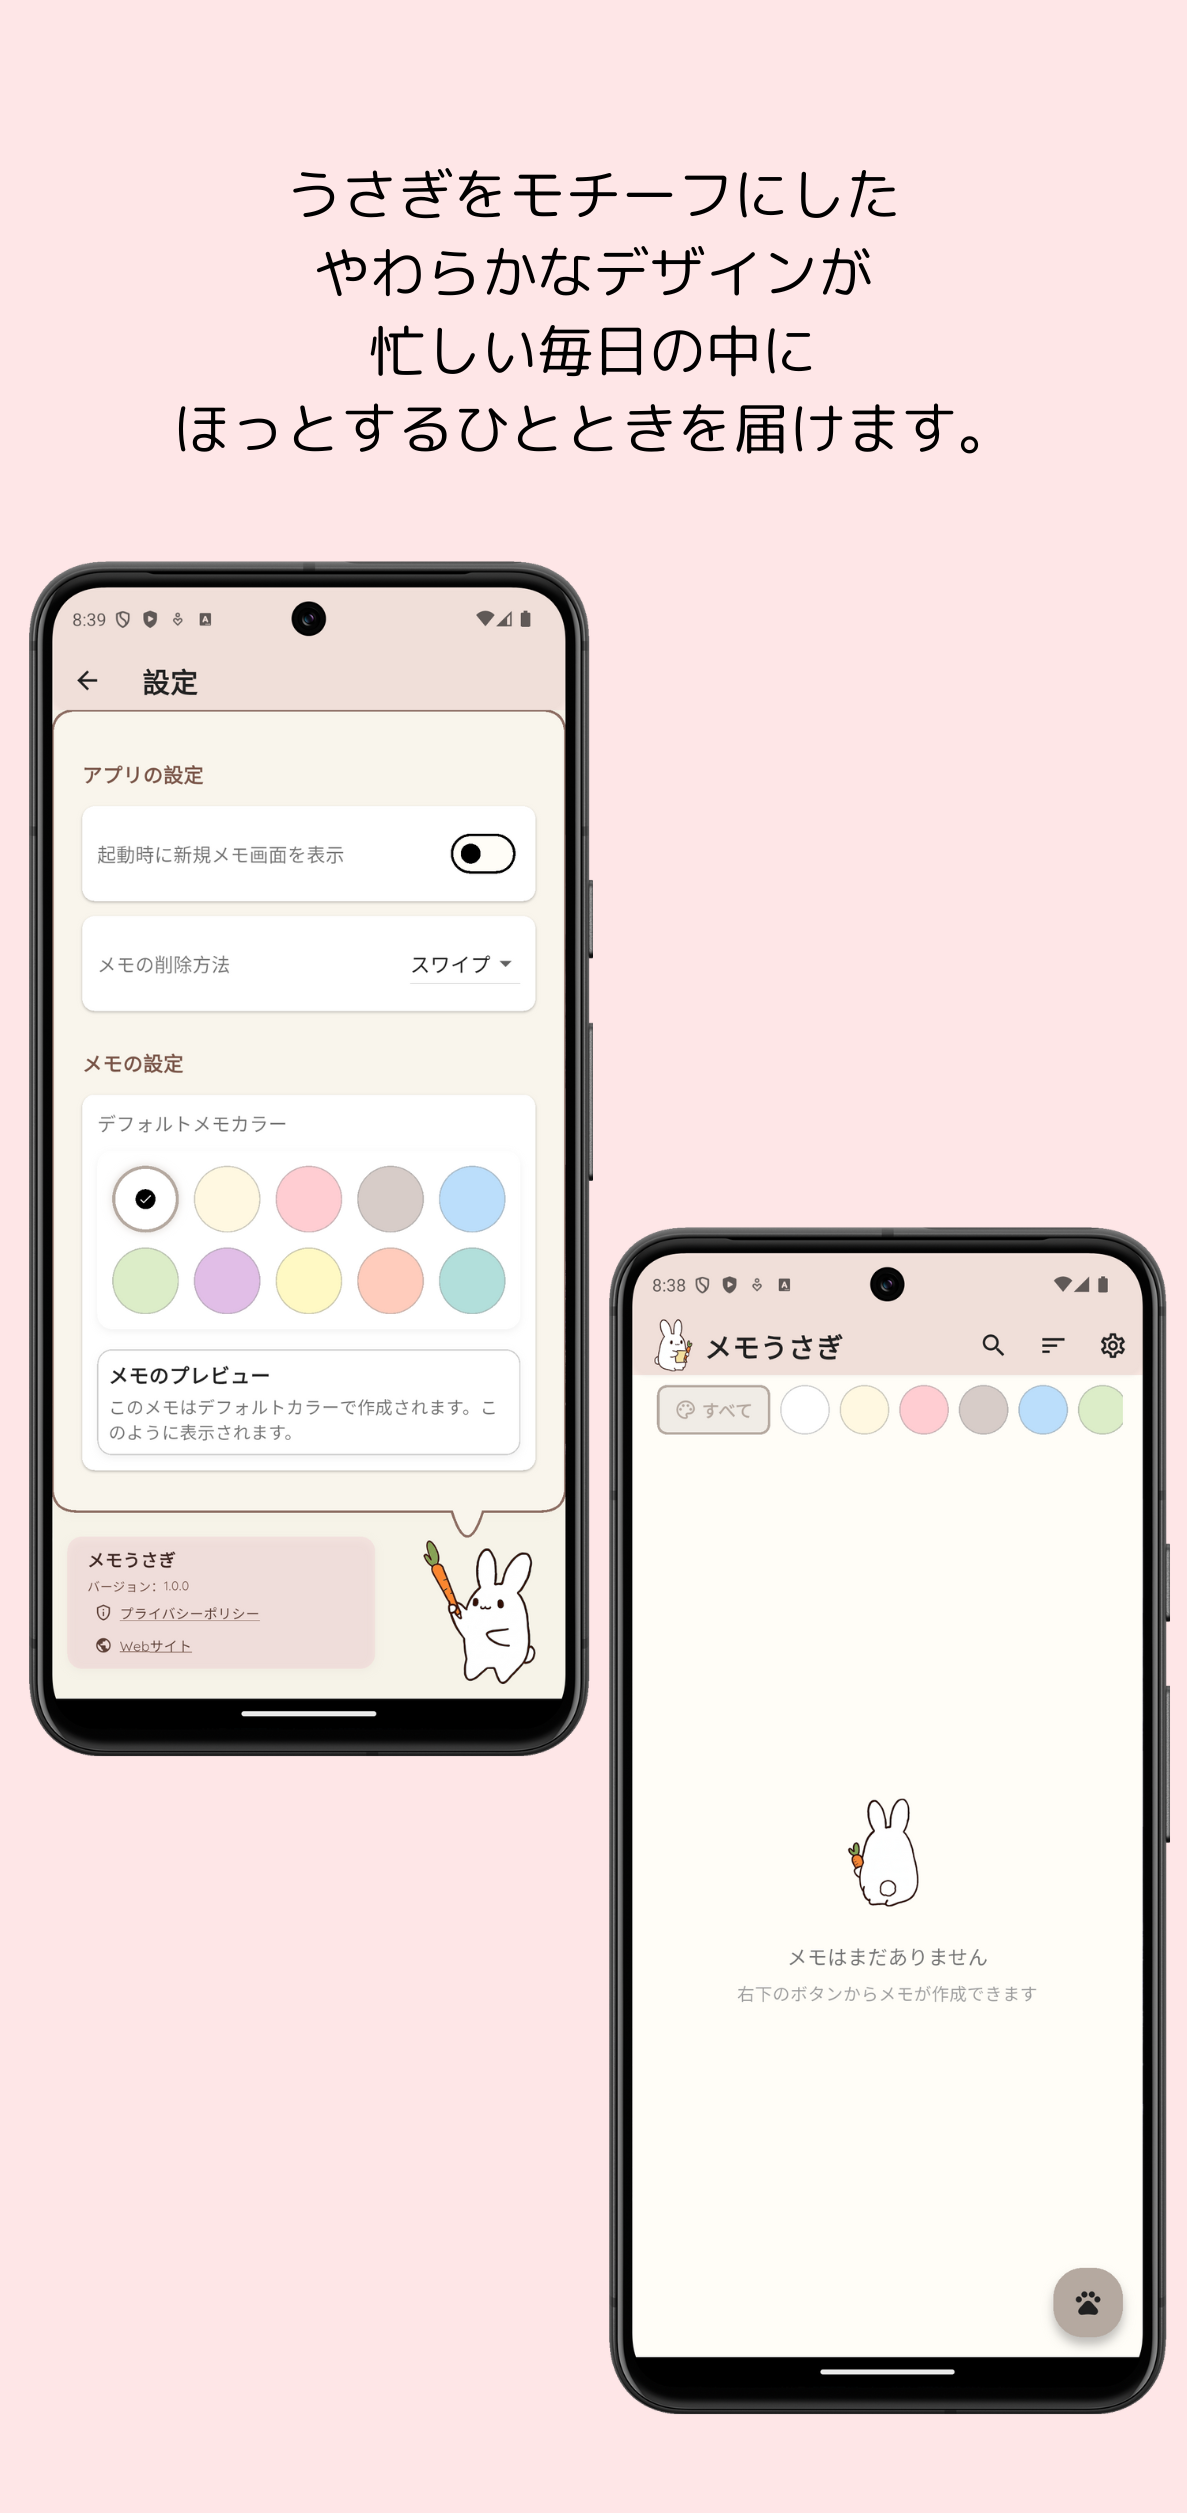 うさぎをモチーフにした
やわらかなデザインが
忙しい毎日の中に
ほっとするひとときを届けます。
8:39
設定
アプリの設定
起動時に新規メモ画面を表示
メモの削除方法 スワイプ
メモの設定
デフォルトメモカラー
メモのプレビュー
このメモはデフォルトカラーで作成されます。こ
のように表示されます。
メモうさぎ
バージョン: 1.0.0
プライバシーポリシー
Webサイト
8:38
メモうさぎ
すべて
メモはまだありません
右下のボタンからメモが作成できます